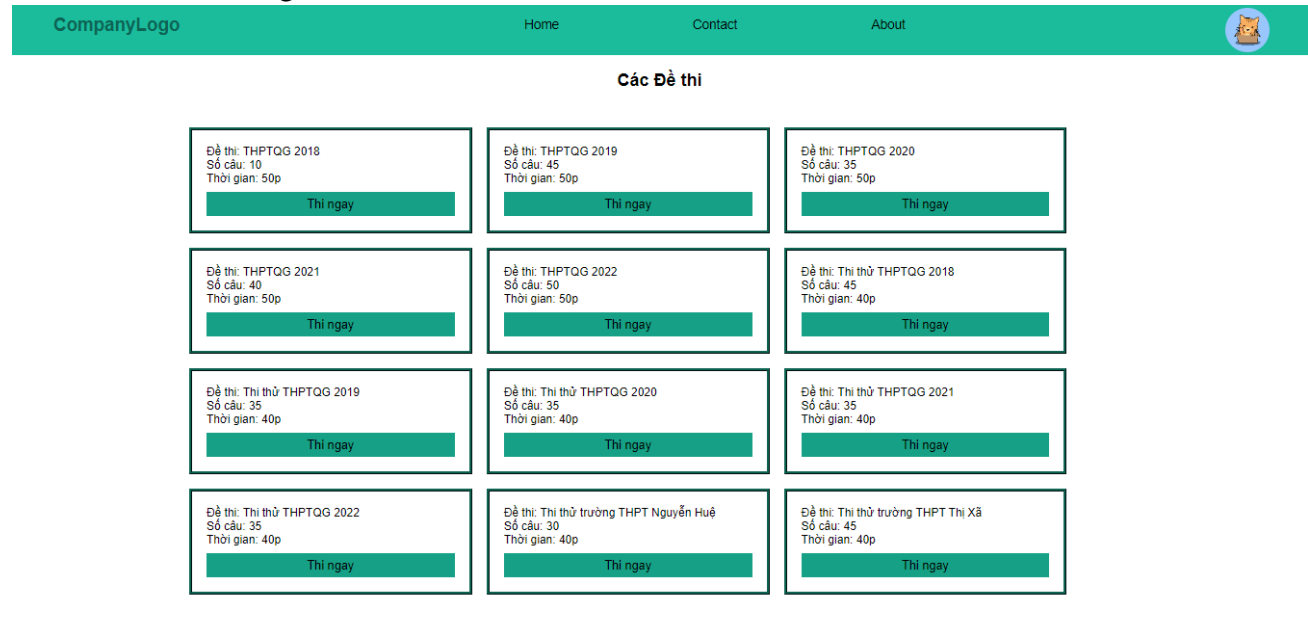 CompanyLogo Home Contact About
Các Đề thi
Đề thi: THPTQG 2018
Số câu: 10
Thời gian: 50p
Thi ngay
Đề thi: THPTQG 2019
Số câu: 45
Thời gian: 50p
Thi ngay
Đề thi: THPTQG 2020
Số câu: 35
Thời gian: 50p
Thi ngay
Đề thi: THPTQG 2021
Số câu: 40
Thời gian: 50p
Thi ngay
Đề thi: THPTQG 2022
Số câu: 50
Thời gian: 50p
Thi ngay
Đề thi: Thi thử THPTQG 2018
Số câu: 45
Thời gian: 40p
Thi ngay
Đề thi: Thi thử THPTQG 2019
Số câu: 35
Thời gian: 40p
Thi ngay
Đề thi: Thi thử THPTQG 2020
Số câu: 35
Thời gian: 40p
Thi ngay
Đề thi: Thi thử THPTQG 2021
Số câu: 35
Thời gian: 40p
Thi ngay
Đề thi: Thi thử THPTQG 2022
Số câu: 35
Thời gian: 40p
Thi ngay
Đề thi: Thi thử trường THPT Nguyễn Huệ
Số câu: 30
Thời gian: 40p
Thi ngay
Đề thi: Thi thử trường THPT Thị Xã
Số câu: 45
Thời gian: 40p
Thi ngay